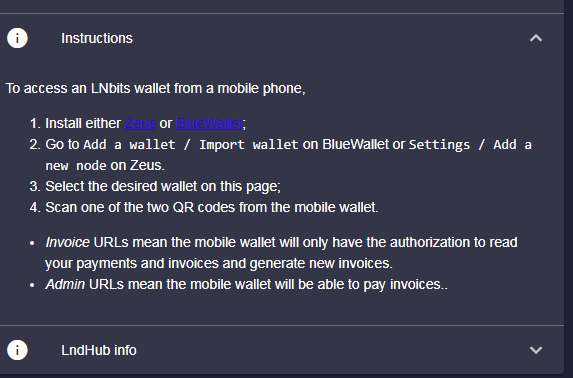 Instructions
To access an LNbits wallet from a mobile phone,
1. Install either Zeus or BlueWallet;
2. Go to Add a wallet / Import wallet on BlueWallet or Settings / Add a
new node on Zeus.
3. Select the desired wallet on this page;
4. Scan one of the two QR codes from the mobile wallet.
• Invoice URLs mean the mobile wallet will only have the authorization to read
your payments and invoices and generate new invoices.
• Admin URLs mean the mobile wallet will be able to pay invoices..
LndHub info